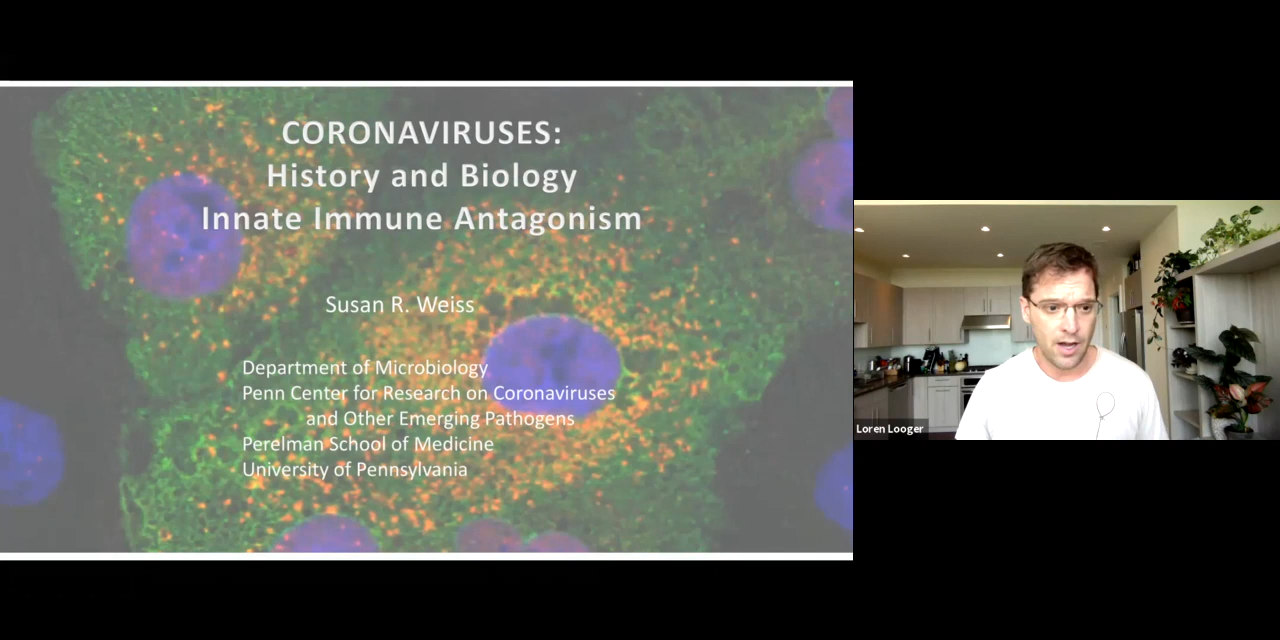 CORONAVIRUSES:
History and Biology
Innate Immune Antagonism
Susan R. Weiss
Department of Microbiology
Penn Center for Research on Coronaviruses
and Other Emerging Pathogens
Perelman School of Medicine
University of Pennsylvania
Loren Looger